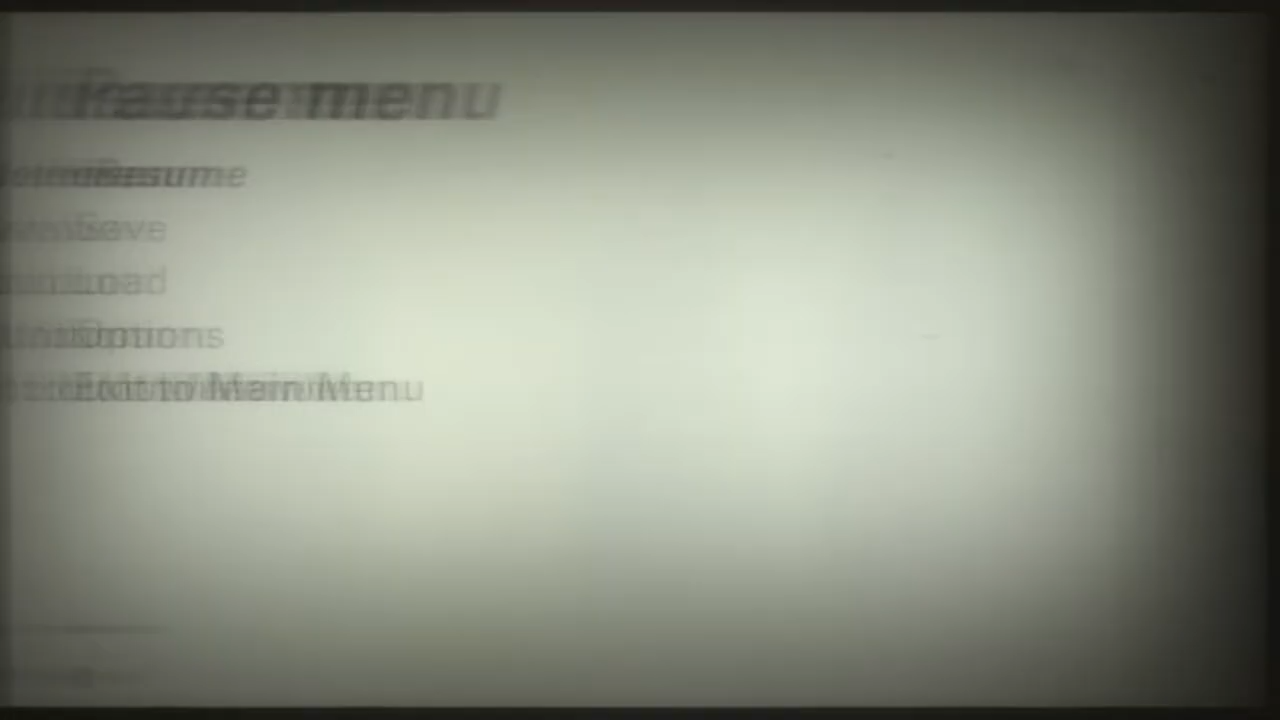 Pause menu
Resume
Save
Load
Options
Exit to Main Menu